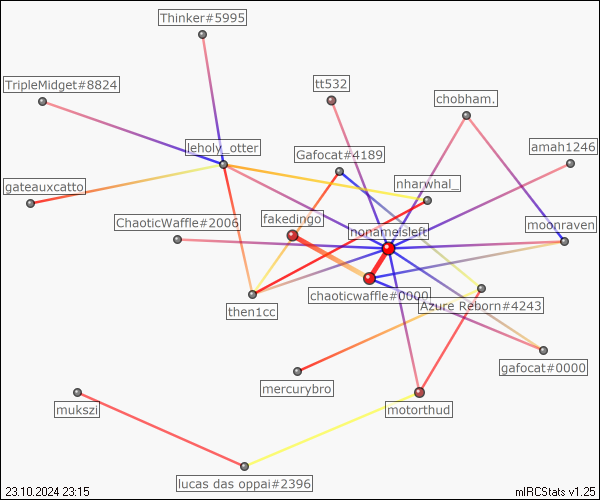 Thinker#5995
TripleMidget#8824
tt532
chobham.
leholy_otter
Gafocat#4189
amah1246
gateauxcatto
nharwhal_
ChaoticWaffle#2006
fakedingo
nonameisleft
moonraven
chaoticwaffle#0000
Azure Reborn#4243
then1cc
gafocat#0000
mercurybro
mukszi
motorthud
lucas das oppai#2396
23.10.2024 23:15
mIRCStats v1.25